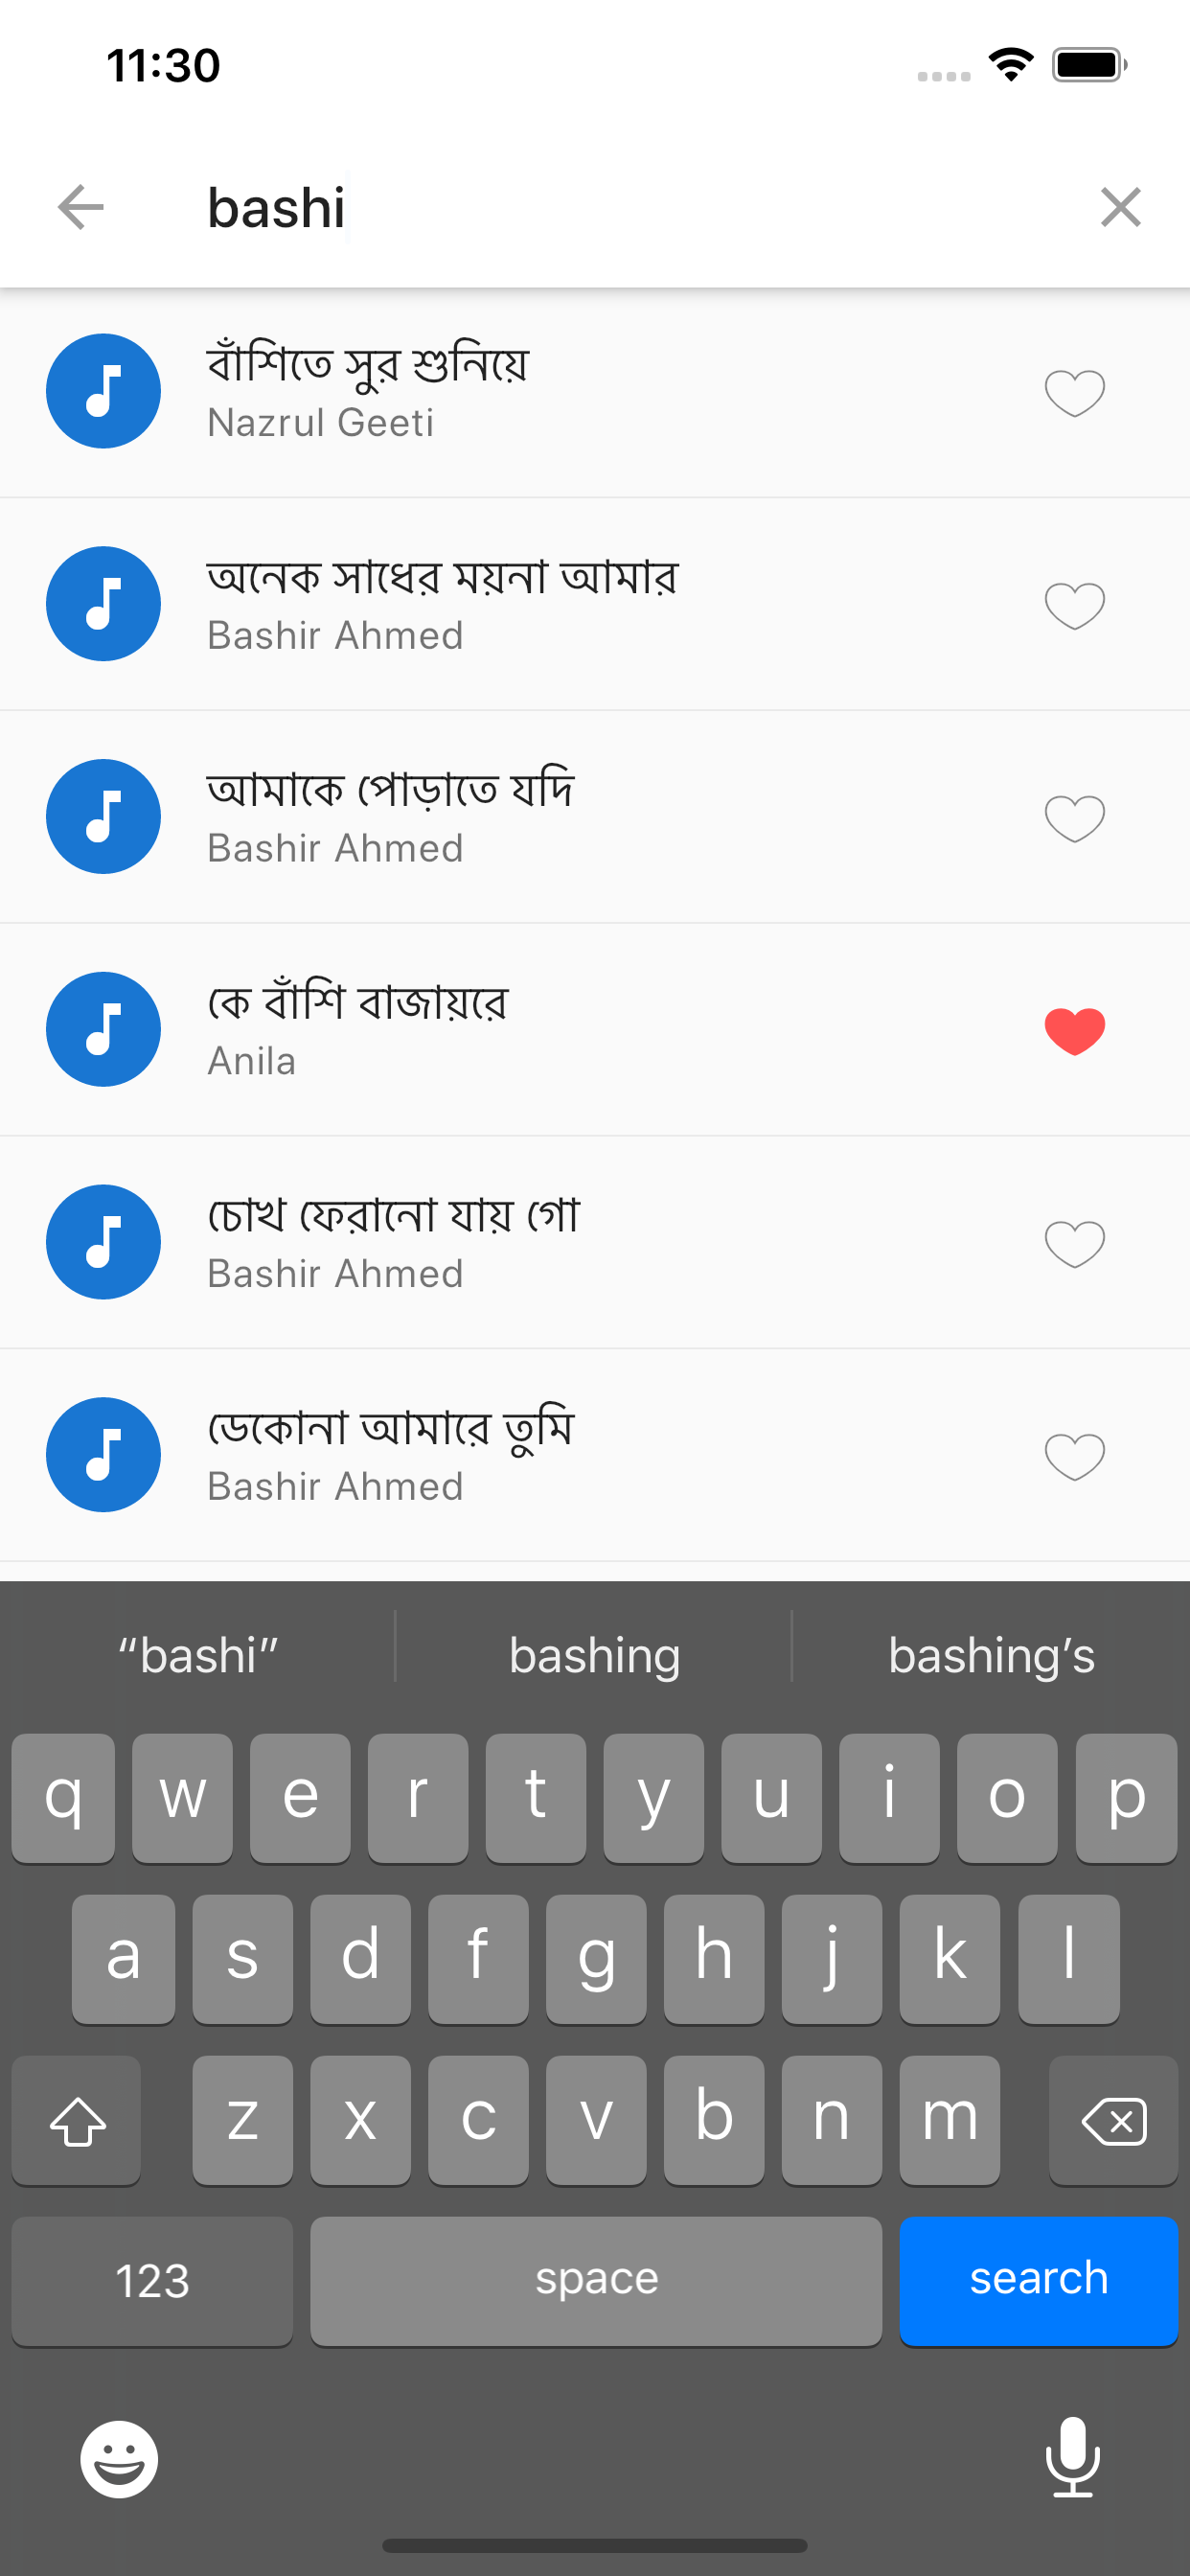 11:30
bashi
বাঁশিতে সুর শুনিয়ে
Nazrul Geeti
অনেক সাধের ময়না আমার
Bashir Ahmed
আমাকে পোড়াতে যদি
Bashir Ahmed
কে বাঁশি বাজায়রে
Anila
চোখ ফেরানো যায় গো
Bashir Ahmed
ডেকোনা আমারে তুমি
Bashir Ahmed
“bashi” bashing bashing’s
q w e r t y u i o p
a s d f g h j k l
z x c v b n m
123 space search